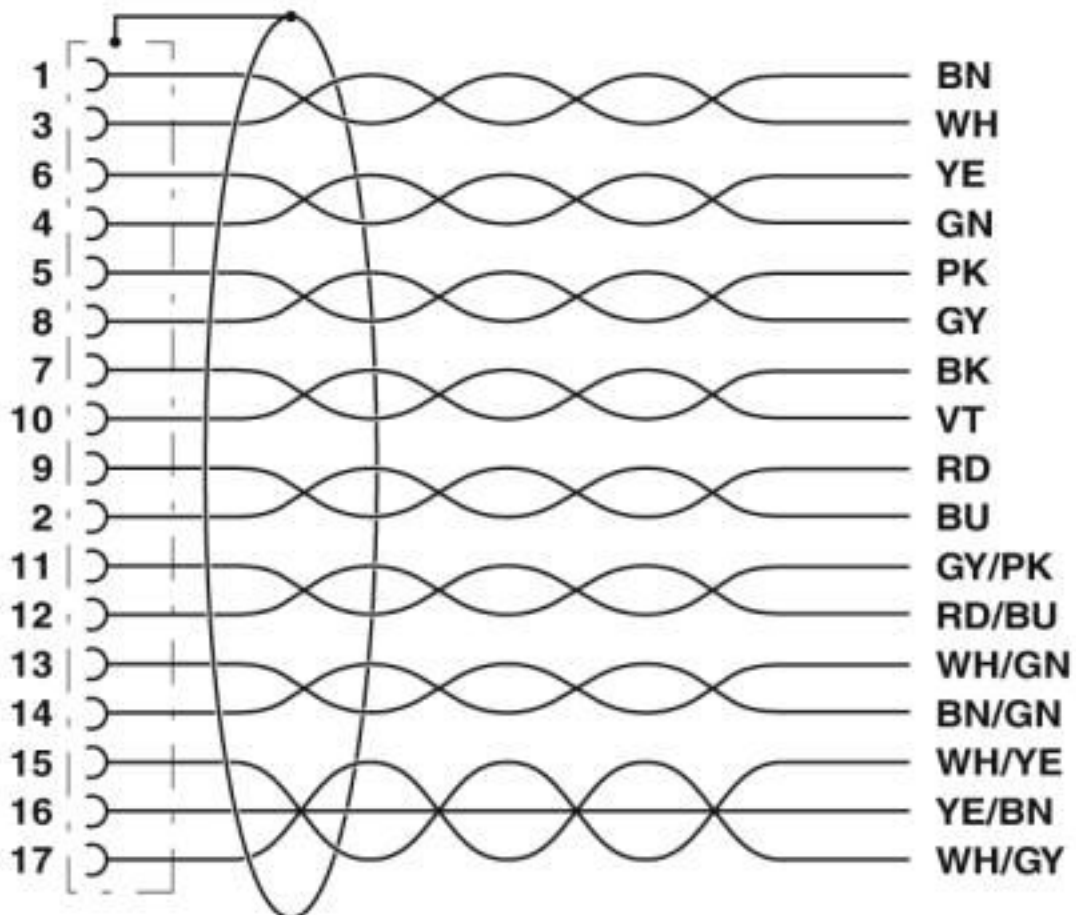 1 BN
3 WH
6 YE
4 GN
5 PK
8 GY
7 BK
10 VT
9 RD
2 BU
11 GY/PK
12 RD/BU
13 WH/GN
14 BN/GN
15 WH/YE
16 YE/BN
17 WH/GY